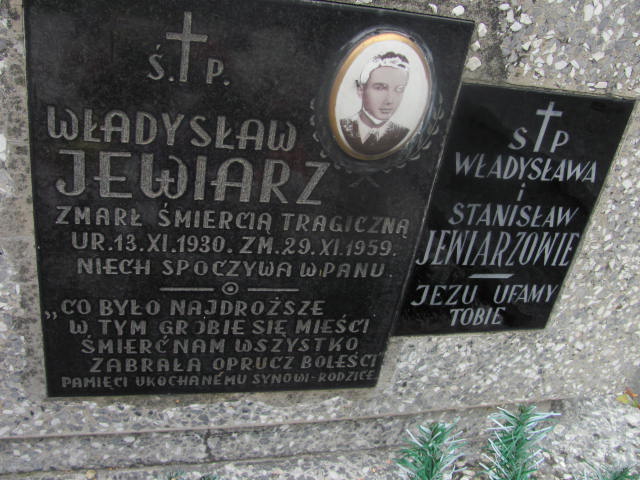 Ś. P.
WŁADYSŁAW
JEWIARZ
ZMARŁ ŚMIERCIĄ TRAGICZNĄ
UR. 13. XI. 1930. ZM. 29. XI. 1959.
NIECH SPOCZYWA W PANU.
„CO BYŁO NAJDROŻSZE
W TYM GROBIE SIĘ MIEŚCI
ŚMIERĆ NAM WSZYSTKO
ZABRAŁA OPRUCZ BOLEŚCI"
PAMIĘCI UKOCHANEMU SYNOWI-RODZICE
S P
WŁADYSŁAWA
i
STANISŁAW
JEWIARZOWIE
JEZU UFAMY
TOBIE